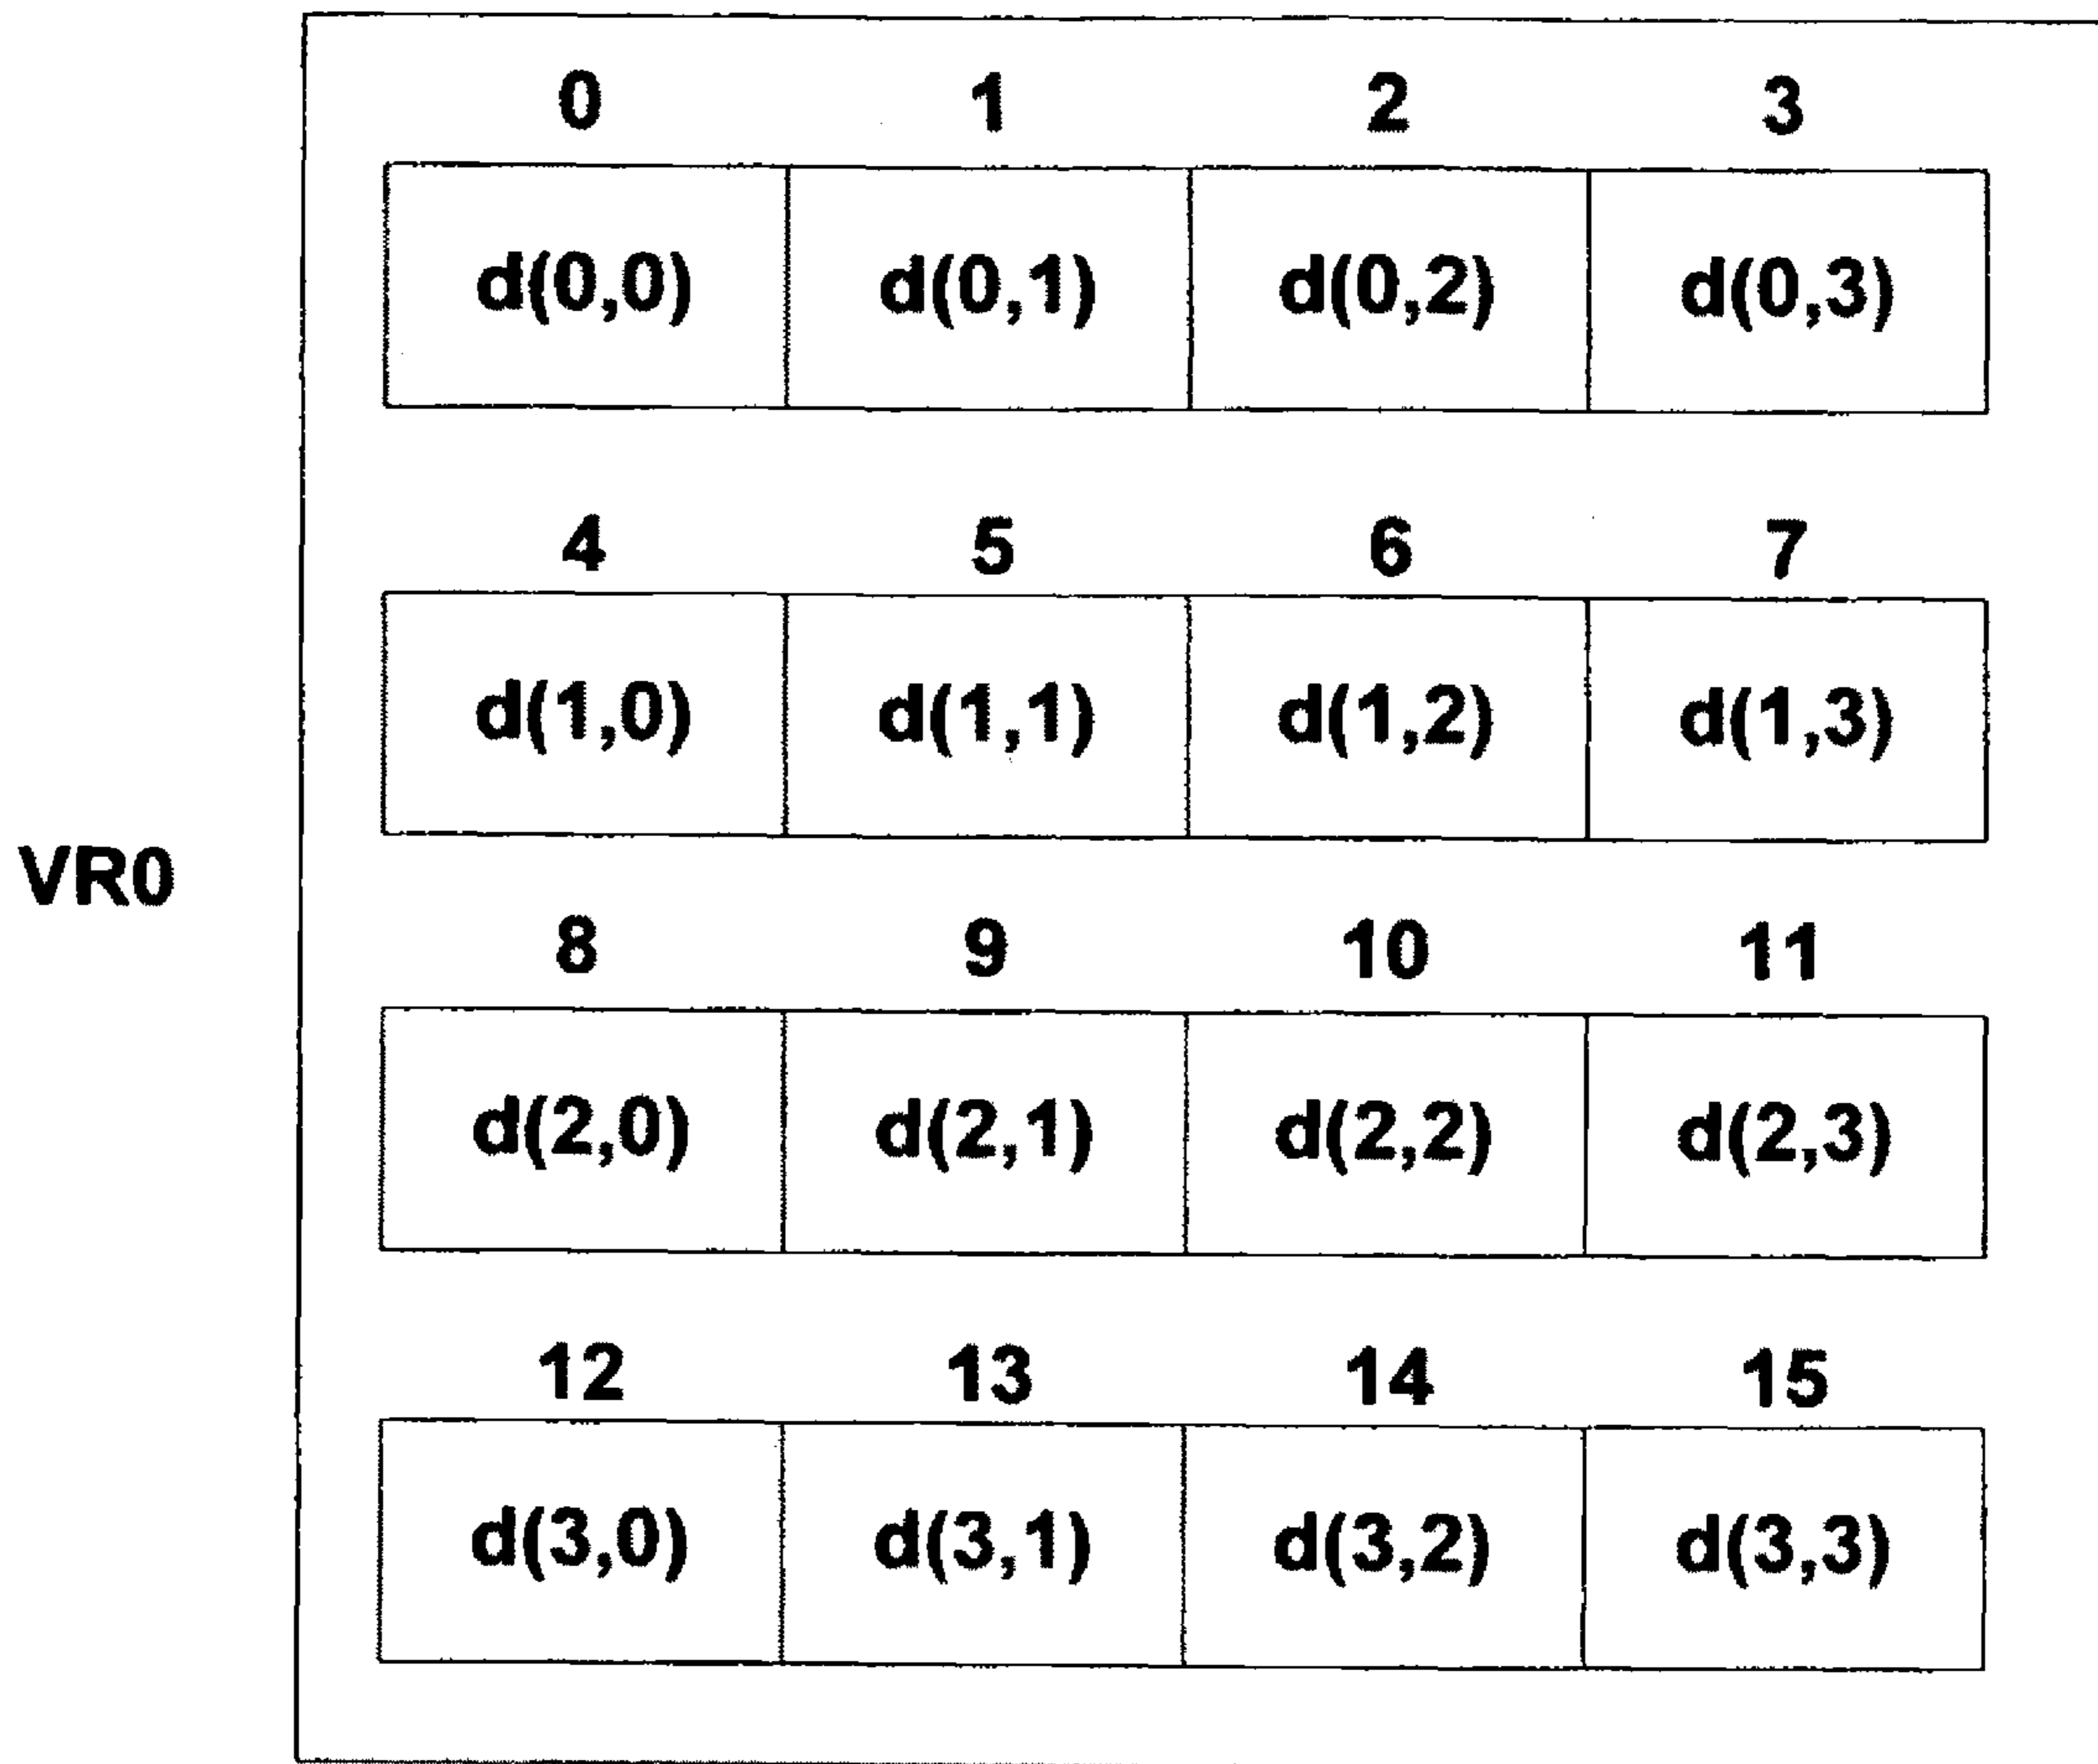 0 1 2 3
d(0,0) d(0,1) d(0,2) d(0,3)
4 5 6 7
d(1,0) d(1,1) d(1,2) d(1,3)
VR0
8 9 10 11
d(2,0) d(2,1) d(2,2) d(2,3)
12 13 14 15
d(3,0) d(3,1) d(3,2) d(3,3)